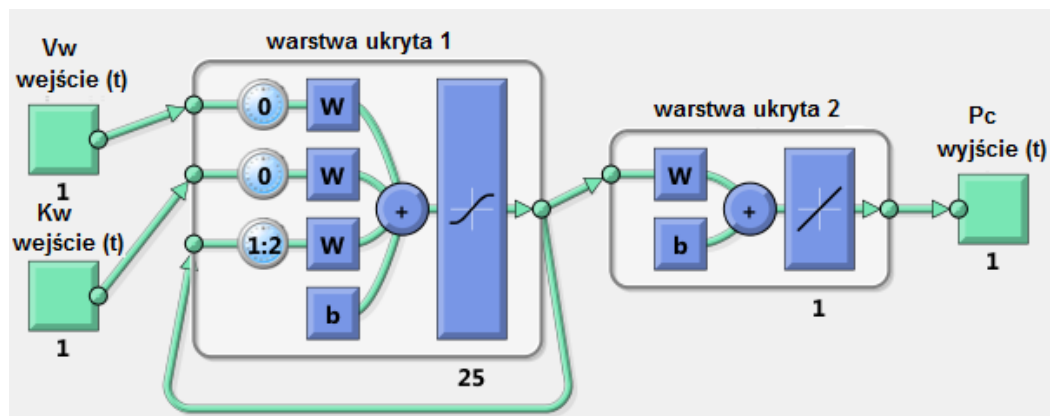 Vw
wejście (t)
1
Kw
wejście (t)
1
warstwa ukryta 1
0
W
0
W
1:2
W
b
+
25
warstwa ukryta 2
W
b
+
1
Pc
wyjście (t)
1